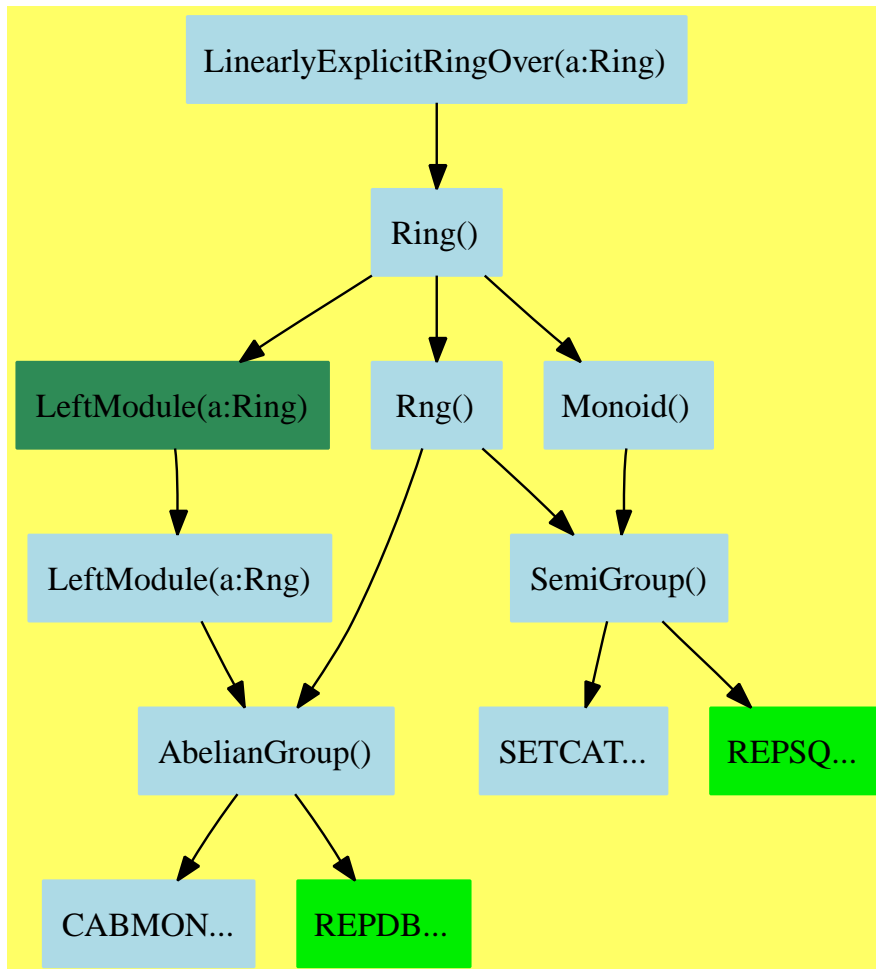 LinearlyExplicitRingOver(a:Ring)
Ring()
LeftModule(a:Ring)
Rng()
Monoid()
LeftModule(a:Rng)
SemiGroup()
AbelianGroup()
SETCAT...
REPSQ...
CABMON...
REPDB...